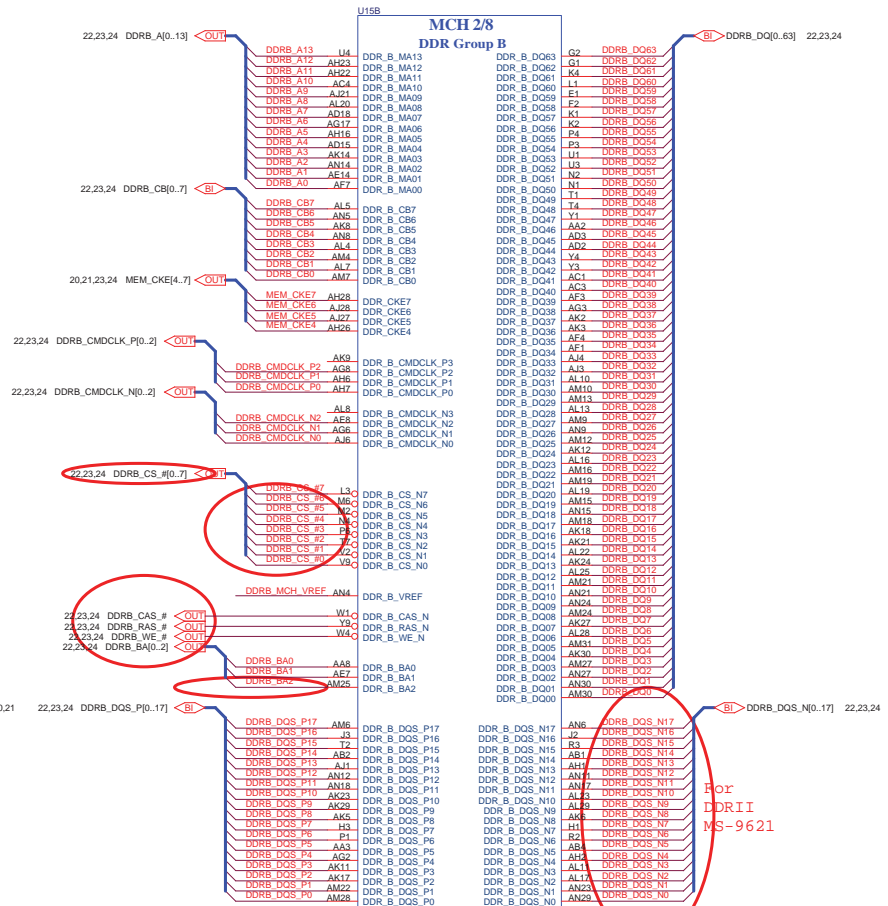 U15B
MCH 2/8
DDR Group B
22,23,24 DDRB_A[0..13] OUT
DDRB_A13 U4 DDR_B_MA13
DDRB_A12 AH23 DDR_B_MA12
DDRB_A11 AH22 DDR_B_MA11
DDRB_A10 AC4 DDR_B_MA10
DDRB_A9 AJ21 DDR_B_MA09
DDRB_A8 AL20 DDR_B_MA08
DDRB_A7 AD18 DDR_B_MA07
DDRB_A6 AG17 DDR_B_MA06
DDRB_A5 AH16 DDR_B_MA05
DDRB_A4 AD15 DDR_B_MA04
DDRB_A3 AK14 DDR_B_MA03
DDRB_A2 AN14 DDR_B_MA02
DDRB_A1 AE14 DDR_B_MA01
DDRB_A0 AF7 DDR_B_MA00
22,23,24 DDRB_CB[0..7] BI
DDRB_CB7 AL5 DDR_B_CB7
DDRB_CB6 AN5 DDR_B_CB6
DDRB_CB5 AK8 DDR_B_CB5
DDRB_CB4 AN8 DDR_B_CB4
DDRB_CB3 AL4 DDR_B_CB3
DDRB_CB2 AM4 DDR_B_CB2
DDRB_CB1 AL7 DDR_B_CB1
DDRB_CB0 AM7 DDR_B_CB0
20,21,23,24 MEM_CKE[4..7] OUT
MEM_CKE7 AH28 DDR_CKE7
MEM_CKE6 AJ28 DDR_CKE6
MEM_CKE5 AJ27 DDR_CKE5
MEM_CKE4 AH26 DDR_CKE4
22,23,24 DDRB_CMDCLK_P[0..2] OUT
AK9 DDR_B_CMDCLK_P3
DDRB_CMDCLK_P2 AG8 DDR_B_CMDCLK_P2
DDRB_CMDCLK_P1 AH6 DDR_B_CMDCLK_P1
DDRB_CMDCLK_P0 AH7 DDR_B_CMDCLK_P0
22,23,24 DDRB_CMDCLK_N[0..2] OUT
AL8 DDR_B_CMDCLK_N3
DDRB_CMDCLK_N2 AE8 DDR_B_CMDCLK_N2
DDRB_CMDCLK_N1 AG6 DDR_B_CMDCLK_N1
DDRB_CMDCLK_N0 AJ6 DDR_B_CMDCLK_N0
22,23,24 DDRB_CS_#[0..7] OUT
DDRB_CS_#7 L3 DDR_B_CS_N7
DDRB_CS_#6 M6 DDR_B_CS_N6
DDRB_CS_#5 M2 DDR_B_CS_N5
DDRB_CS_#4 N4 DDR_B_CS_N4
DDRB_CS_#3 P6 DDR_B_CS_N3
DDRB_CS_#2 T7 DDR_B_CS_N2
DDRB_CS_#1 V2 DDR_B_CS_N1
DDRB_CS_#0 V9 DDR_B_CS_N0
DDRB_MCH_VREF AN4 DDR_B_VREF
22,23,24 DDRB_CAS_# OUT W1 DDR_B_CAS_N
22,23,24 DDRB_RAS_# OUT Y9 DDR_B_RAS_N
22,23,24 DDRB_WE_# OUT W4 DDR_B_WE_N
22,23,24 DDRB_BA[0..2] OUT
DDRB_BA0 AA8 DDR_B_BA0
DDRB_BA1 AE7 DDR_B_BA1
DDRB_BA2 AM25 DDR_B_BA2
0,21 22,23,24 DDRB_DQS_P[0..17] BI
DDRB_DQS_P17 AM6 DDR_B_DQS_P17
DDRB_DQS_P16 J3 DDR_B_DQS_P16
DDRB_DQS_P15 T2 DDR_B_DQS_P15
DDRB_DQS_P14 AB2 DDR_B_DQS_P14
DDRB_DQS_P13 AJ1 DDR_B_DQS_P13
DDRB_DQS_P12 AN12 DDR_B_DQS_P12
DDRB_DQS_P11 AN18 DDR_B_DQS_P11
DDRB_DQS_P10 AK23 DDR_B_DQS_P10
DDRB_DQS_P9 AK29 DDR_B_DQS_P9
DDRB_DQS_P8 AK5 DDR_B_DQS_P8
DDRB_DQS_P7 H3 DDR_B_DQS_P7
DDRB_DQS_P6 P1 DDR_B_DQS_P6
DDRB_DQS_P5 AA3 DDR_B_DQS_P5
DDRB_DQS_P4 AG2 DDR_B_DQS_P4
DDRB_DQS_P3 AK11 DDR_B_DQS_P3
DDRB_DQS_P2 AK17 DDR_B_DQS_P2
DDRB_DQS_P1 AM22 DDR_B_DQS_P1
DDRB_DQS_P0 AM28 DDR_B_DQS_P0
BI DDRB_DQ[0..63] 22,23,24
DDR_B_DQ63 G2 DDRB_DQ63
DDR_B_DQ62 G1 DDRB_DQ62
DDR_B_DQ61 K4 DDRB_DQ61
DDR_B_DQ60 L1 DDRB_DQ60
DDR_B_DQ59 E1 DDRB_DQ59
DDR_B_DQ58 F2 DDRB_DQ58
DDR_B_DQ57 K1 DDRB_DQ57
DDR_B_DQ56 K2 DDRB_DQ56
DDR_B_DQ55 P4 DDRB_DQ55
DDR_B_DQ54 P3 DDRB_DQ54
DDR_B_DQ53 U1 DDRB_DQ53
DDR_B_DQ52 U3 DDRB_DQ52
DDR_B_DQ51 N2 DDRB_DQ51
DDR_B_DQ50 N1 DDRB_DQ50
DDR_B_DQ49 T1 DDRB_DQ49
DDR_B_DQ48 T4 DDRB_DQ48
DDR_B_DQ47 Y1 DDRB_DQ47
DDR_B_DQ46 AA2 DDRB_DQ46
DDR_B_DQ45 AD3 DDRB_DQ45
DDR_B_DQ44 AD2 DDRB_DQ44
DDR_B_DQ43 Y4 DDRB_DQ43
DDR_B_DQ42 Y3 DDRB_DQ42
DDR_B_DQ41 AC1 DDRB_DQ41
DDR_B_DQ40 AC3 DDRB_DQ40
DDR_B_DQ39 AF3 DDRB_DQ39
DDR_B_DQ38 AG3 DDRB_DQ38
DDR_B_DQ37 AK2 DDRB_DQ37
DDR_B_DQ36 AK3 DDRB_DQ36
DDR_B_DQ35 AF4 DDRB_DQ35
DDR_B_DQ34 AF1 DDRB_DQ34
DDR_B_DQ33 AJ4 DDRB_DQ33
DDR_B_DQ32 AJ3 DDRB_DQ32
DDR_B_DQ31 AL10 DDRB_DQ31
DDR_B_DQ30 AM10 DDRB_DQ30
DDR_B_DQ29 AM13 DDRB_DQ29
DDR_B_DQ28 AL13 DDRB_DQ28
DDR_B_DQ27 AM9 DDRB_DQ27
DDR_B_DQ26 AN9 DDRB_DQ26
DDR_B_DQ25 AM12 DDRB_DQ25
DDR_B_DQ24 AK12 DDRB_DQ24
DDR_B_DQ23 AL16 DDRB_DQ23
DDR_B_DQ22 AM16 DDRB_DQ22
DDR_B_DQ21 AM19 DDRB_DQ21
DDR_B_DQ20 AL19 DDRB_DQ20
DDR_B_DQ19 AM15 DDRB_DQ19
DDR_B_DQ18 AN15 DDRB_DQ18
DDR_B_DQ17 AM18 DDRB_DQ17
DDR_B_DQ16 AK18 DDRB_DQ16
DDR_B_DQ15 AK21 DDRB_DQ15
DDR_B_DQ14 AL22 DDRB_DQ14
DDR_B_DQ13 AK24 DDRB_DQ13
DDR_B_DQ12 AL25 DDRB_DQ12
DDR_B_DQ11 AM21 DDRB_DQ11
DDR_B_DQ10 AN21 DDRB_DQ10
DDR_B_DQ09 AN24 DDRB_DQ9
DDR_B_DQ08 AM24 DDRB_DQ8
DDR_B_DQ07 AK27 DDRB_DQ7
DDR_B_DQ06 AL28 DDRB_DQ6
DDR_B_DQ05 AM31 DDRB_DQ5
DDR_B_DQ04 AK30 DDRB_DQ4
DDR_B_DQ03 AM27 DDRB_DQ3
DDR_B_DQ02 AN27 DDRB_DQ2
DDR_B_DQ01 AN30 DDRB_DQ1
DDR_B_DQ00 AM30 DDRB_DQ0
BI DDRB_DQS_N[0..17] 22,23,24
DDR_B_DQS_N17 AN6 DDRB_DQS_N17
DDR_B_DQS_N16 J2 DDRB_DQS_N16
DDR_B_DQS_N15 R3 DDRB_DQS_N15
DDR_B_DQS_N14 AB1 DDRB_DQS_N14
DDR_B_DQS_N13 AH1 DDRB_DQS_N13
DDR_B_DQS_N12 AN11 DDRB_DQS_N12
DDR_B_DQS_N11 AN17 DDRB_DQS_N11
DDR_B_DQS_N10 AL23 DDRB_DQS_N10
DDR_B_DQS_N9 AL29 DDRB_DQS_N9
DDR_B_DQS_N8 AK6 DDRB_DQS_N8
DDR_B_DQS_N7 H1 DDRB_DQS_N7
DDR_B_DQS_N6 R2 DDRB_DQS_N6
DDR_B_DQS_N5 AB4 DDRB_DQS_N5
DDR_B_DQS_N4 AH2 DDRB_DQS_N4
DDR_B_DQS_N3 AL11 DDRB_DQS_N3
DDR_B_DQS_N2 AL17 DDRB_DQS_N2
DDR_B_DQS_N1 AN23 DDRB_DQS_N1
DDR_B_DQS_N0 AN29 DDRB_DQS_N0
For
DDRII
MS-9621